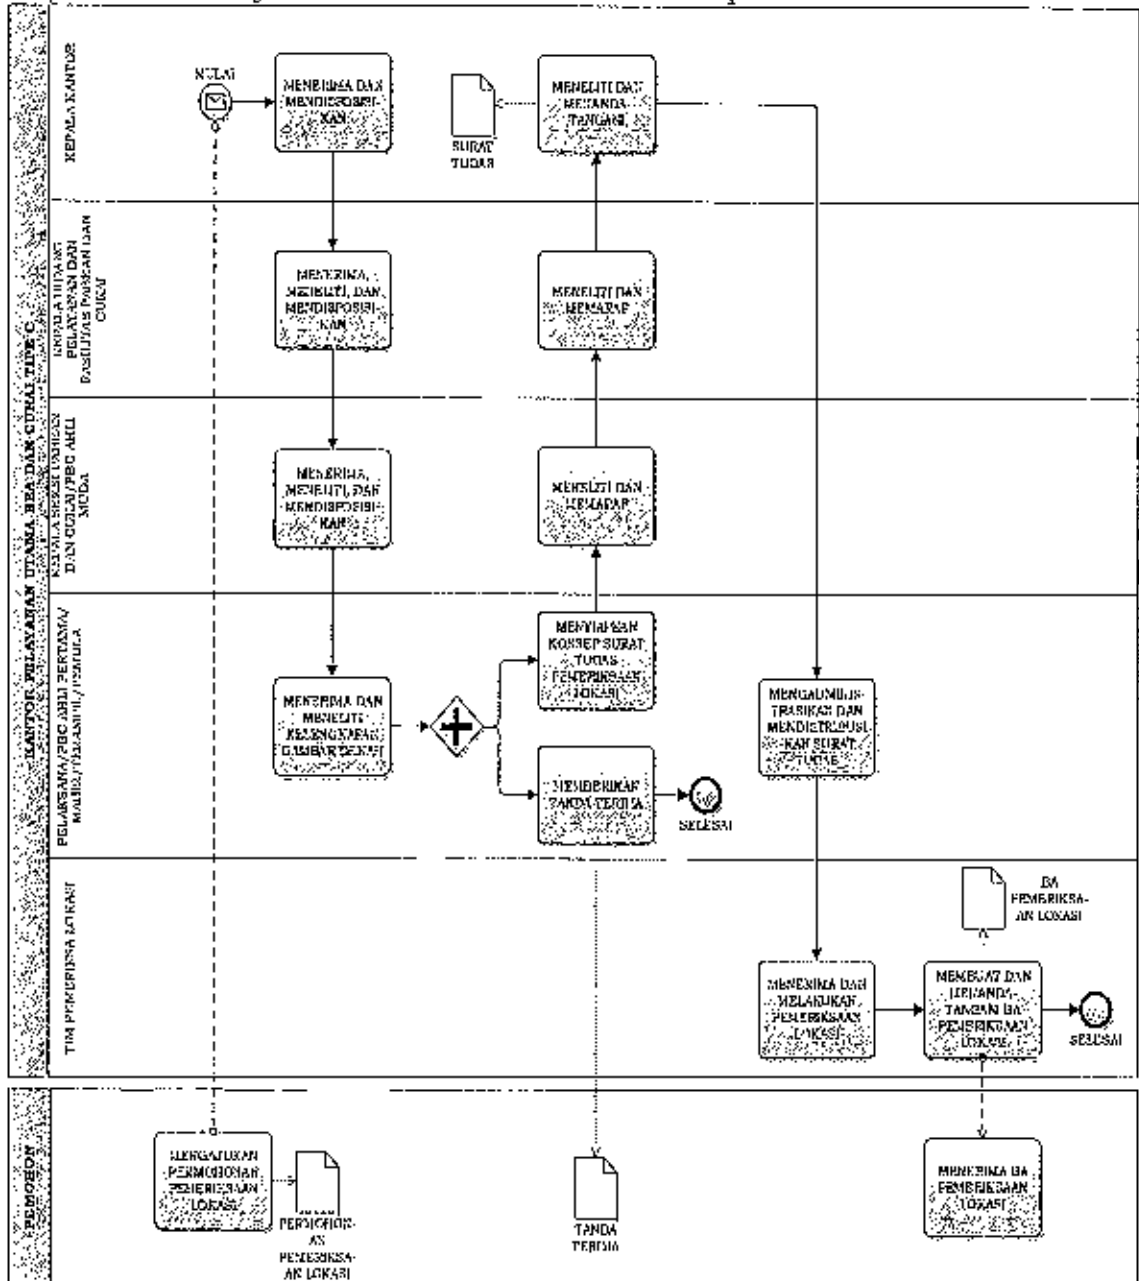 KANTOR PELAYANAN UTAMA BEA DAN CUKAI TIPE C
KEPALA KANTOR
MULAI
MENERIMA DAN
MENDISPOSISI-
KAN
SURAT
TUGAS
MENELITI DAN
MENANDA-
TANGANI
KEPALA BIDANG
PELAYANAN DAN
FASILITAS PABEAN DAN
CUKAI
MENERIMA,
MENELITI, DAN
MENDISPOSISI-
KAN
MENELITI DAN
MEMARAF
KEPALA SEKSI PABEAN
DAN CUKAI/PBC AHLI
MUDA
MENERIMA,
MENELITI, DAN
MENDISPOSISI-
KAN
MENELITI DAN
MEMARAF
PELAKSANA/PBC AHLI PERTAMA/
MAHIR/TERAMPIL/PEMULA
MENERIMA DAN
MENELITI
KELENGKAPAN
GAMBAR DENAH
MENYIAPKAN
KONSEP SURAT
TUGAS
PEMERIKSAAN
LOKASI
MEMBERIKAN
TANDA TERIMA
SELESAI
MENGADMINIS-
TRASIKAN DAN
MENDISTRIBUSI-
KAN SURAT
TUGAS
TIM PEMERIKSA LOKASI
MENERIMA DAN
MELAKUKAN
PEMERIKSAAN
LOKASI
BA
PEMERIKSA-
AN LOKASI
MEMBUAT DAN
MENANDA-
TANGANI BA
PEMERIKSAAN
LOKASI
SELESAI
PEMOHON
MENGAJUKAN
PERMOHONAN
PEMERIKSAAN
LOKASI
PERMOHON-
AN
PEMERIKSA-
AN LOKASI
TANDA
TERIMA
MENERIMA BA
PEMERIKSAAN
LOKASI